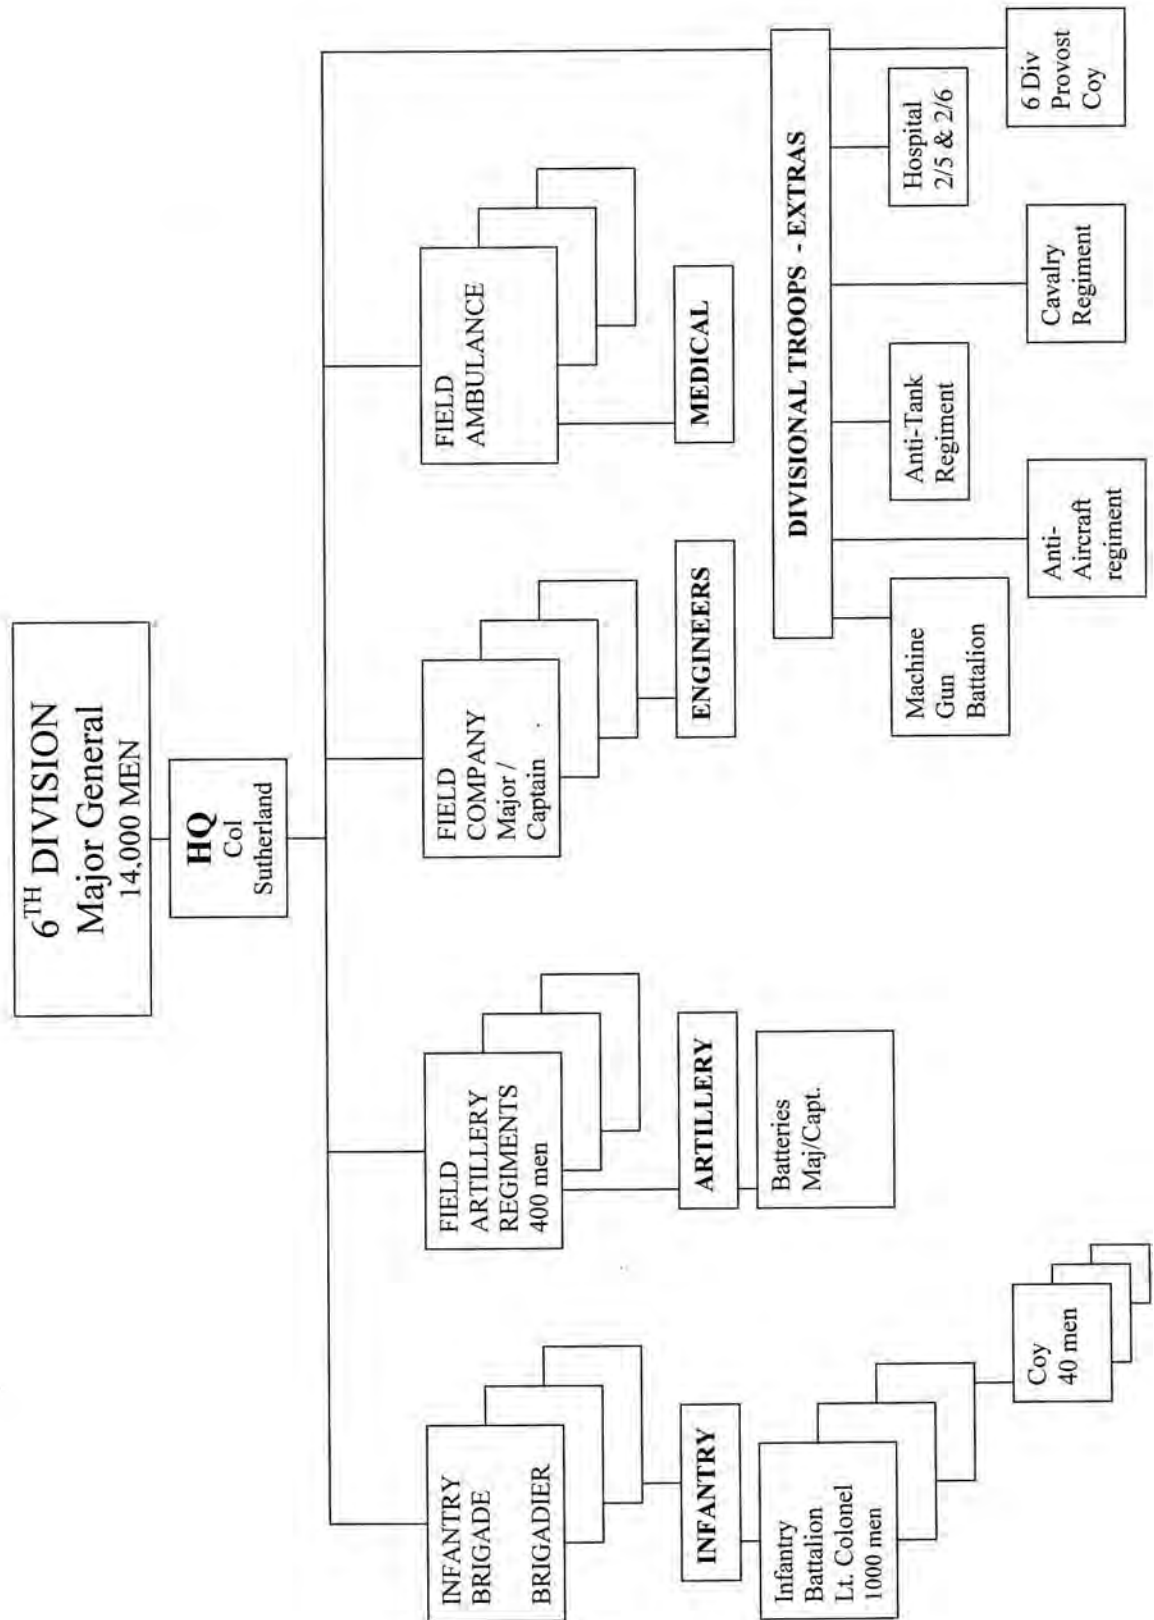 6TH DIVISION
Major General
14,000 MEN
HQ
Col
Sutherland
INFANTRY
BRIGADE
BRIGADIER
INFANTRY
Infantry
Battalion
Lt. Colonel
1000 men
Coy
40 men
FIELD
ARTILLERY
REGIMENTS
400 men
ARTILLERY
Batteries
Maj/Capt.
FIELD
COMPANY
Major /
Captain
ENGINEERS
FIELD
AMBULANCE
MEDICAL
DIVISIONAL TROOPS - EXTRAS
Machine
Gun
Battalion
Anti-
Aircraft
regiment
Anti-Tank
Regiment
Cavalry
Regiment
Hospital
2/5 & 2/6
6 Div
Provost
Coy